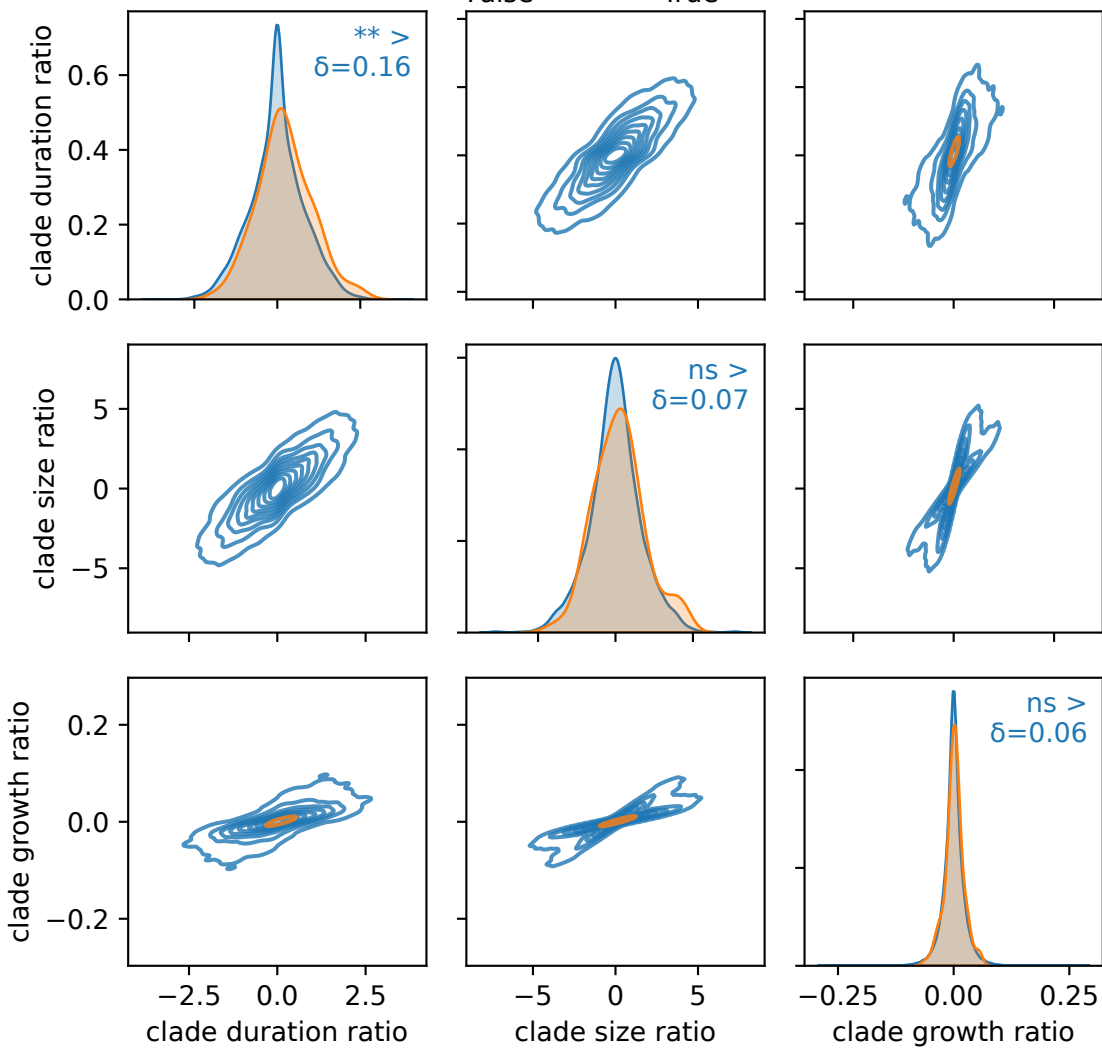 ** >
δ=0.16
0.6
0.4
0.2
0.0
clade duration ratio
ns >
δ=0.07
5
0
−5
clade size ratio
ns >
δ=0.06
0.2
0.0
−0.2
clade growth ratio
−2.5 0.0 2.5
−5 0 5
−0.25 0.00 0.25
clade duration ratio
clade size ratio
clade growth ratio